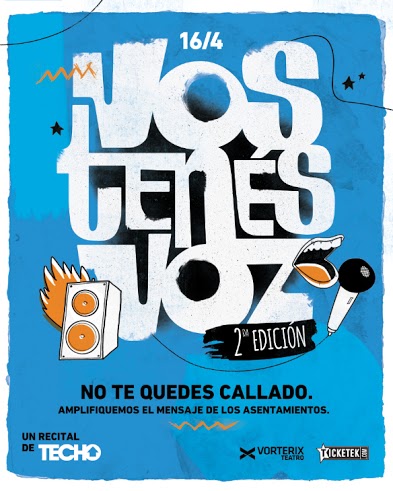 16/4
VOS
tenés
VOZ
2DA EDICIÓN
NO TE QUEDES CALLADO.
AMPLIFIQUEMOS EL MENSAJE DE LOS ASENTAMIENTOS.
UN RECITAL
DE TECHO
VORTERIX
TEATRO
TICKETEK